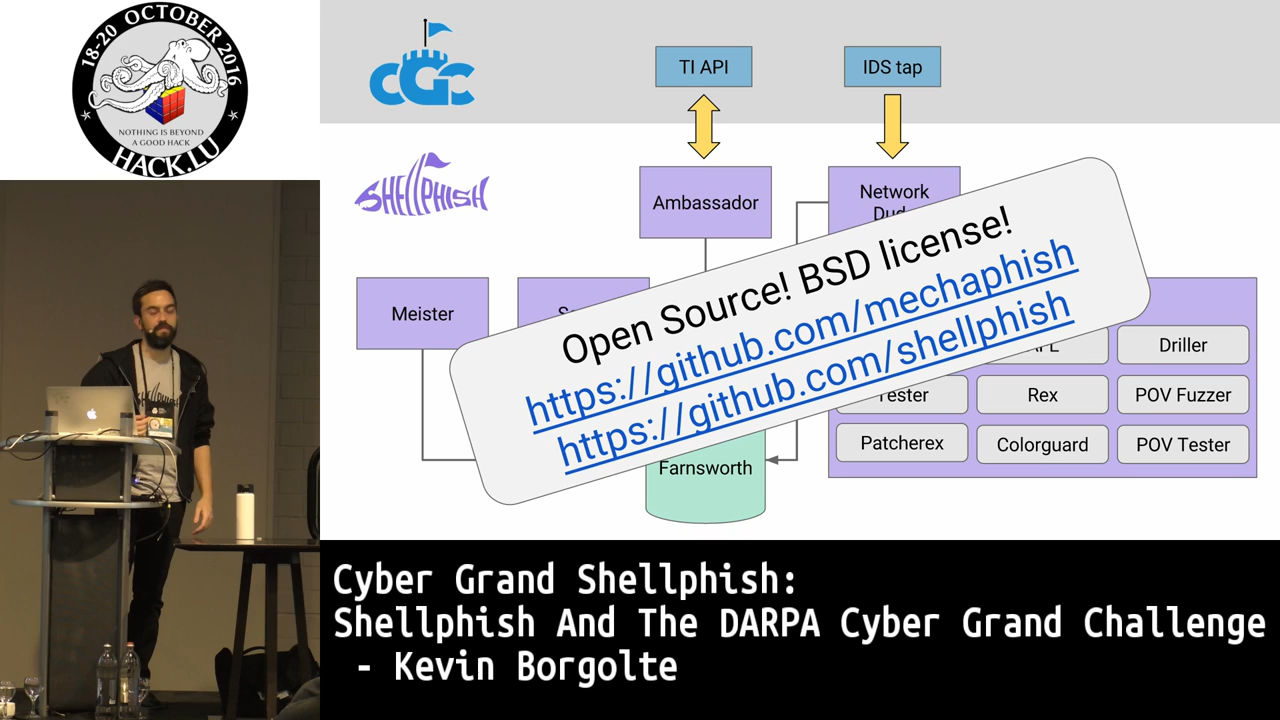 18-20 OCTOBER 2016
NOTHING IS BEYOND
A GOOD HACK
HACK.LU
CGC
TI API
IDS tap
SHELLPHISH
Ambassador
Network
Meister
Open Source! BSD license!
https://github.com/mechaphish
https://github.com/shellphish
Driller
Tester
Rex
POV Fuzzer
Patcherex
Colorguard
POV Tester
Farnsworth
Cyber Grand Shellphish:
Shellphish And The DARPA Cyber Grand Challenge
- Kevin Borgolte